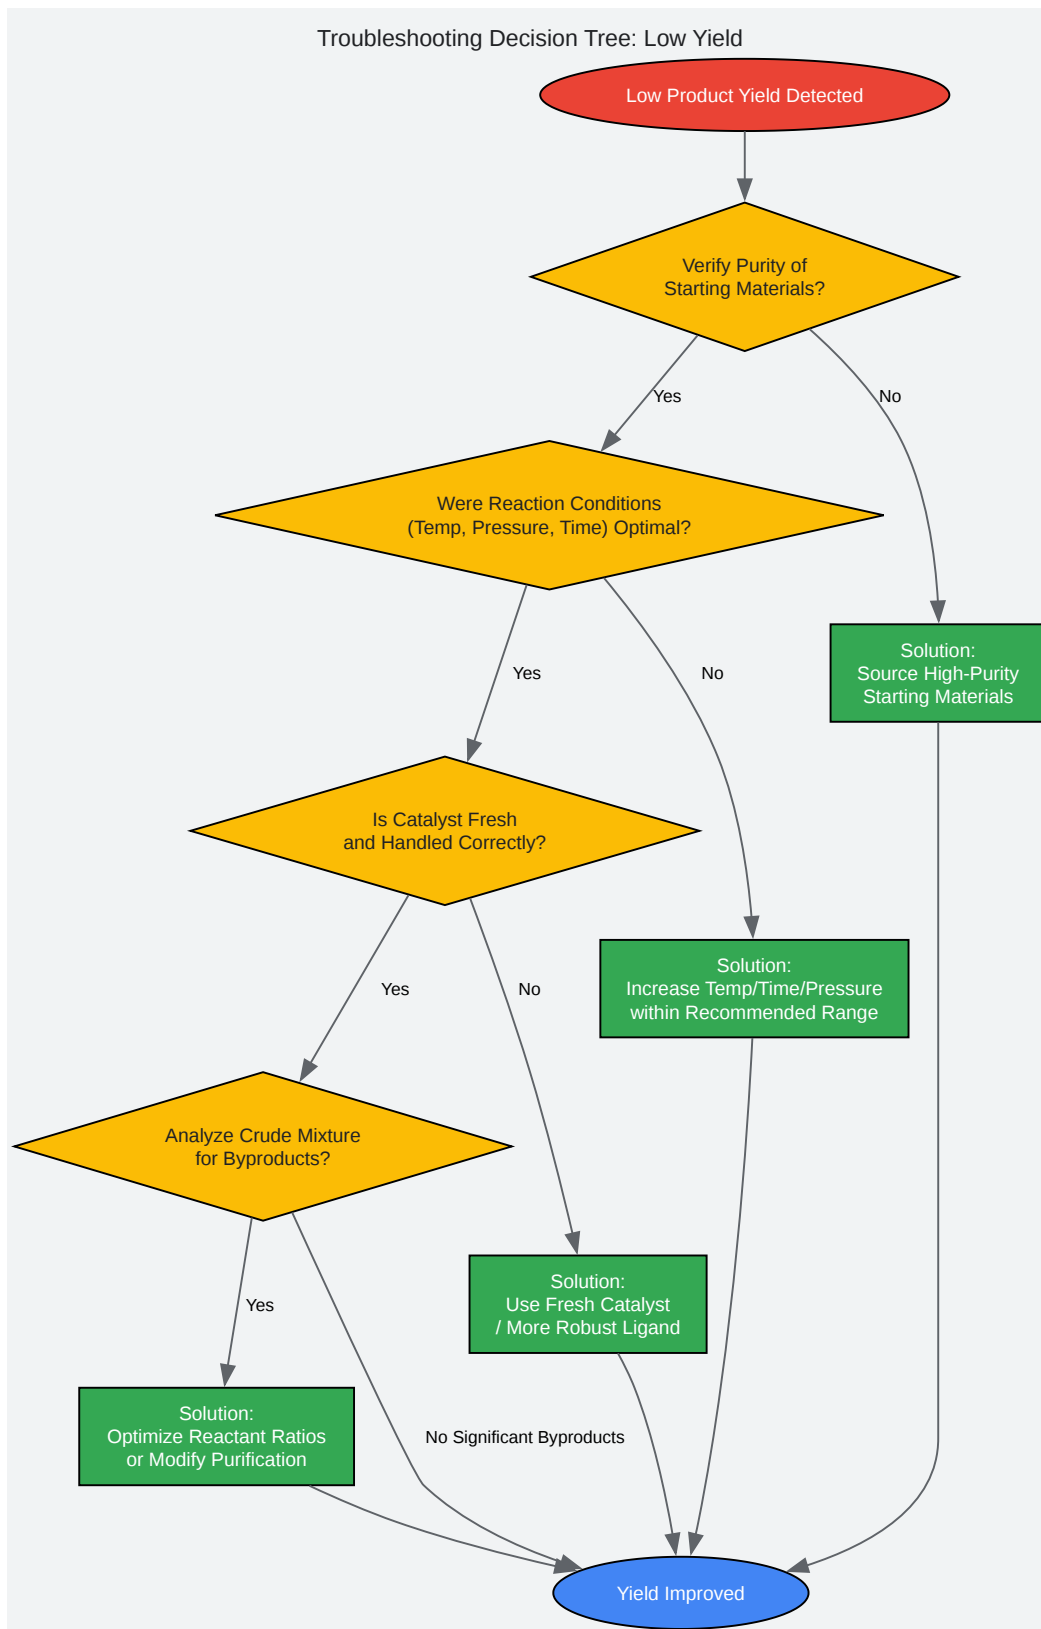 Troubleshooting Decision Tree: Low Yield
Low Product Yield Detected
Verify Purity of
Starting Materials?
Yes
No
Were Reaction Conditions
(Temp, Pressure, Time) Optimal?
Yes
No
Solution:
Source High-Purity
Starting Materials
Is Catalyst Fresh
and Handled Correctly?
Yes
No
Solution:
Increase Temp/Time/Pressure
within Recommended Range
Analyze Crude Mixture
for Byproducts?
Yes
No Significant Byproducts
Solution:
Use Fresh Catalyst
/ More Robust Ligand
Solution:
Optimize Reactant Ratios
or Modify Purification
Yield Improved